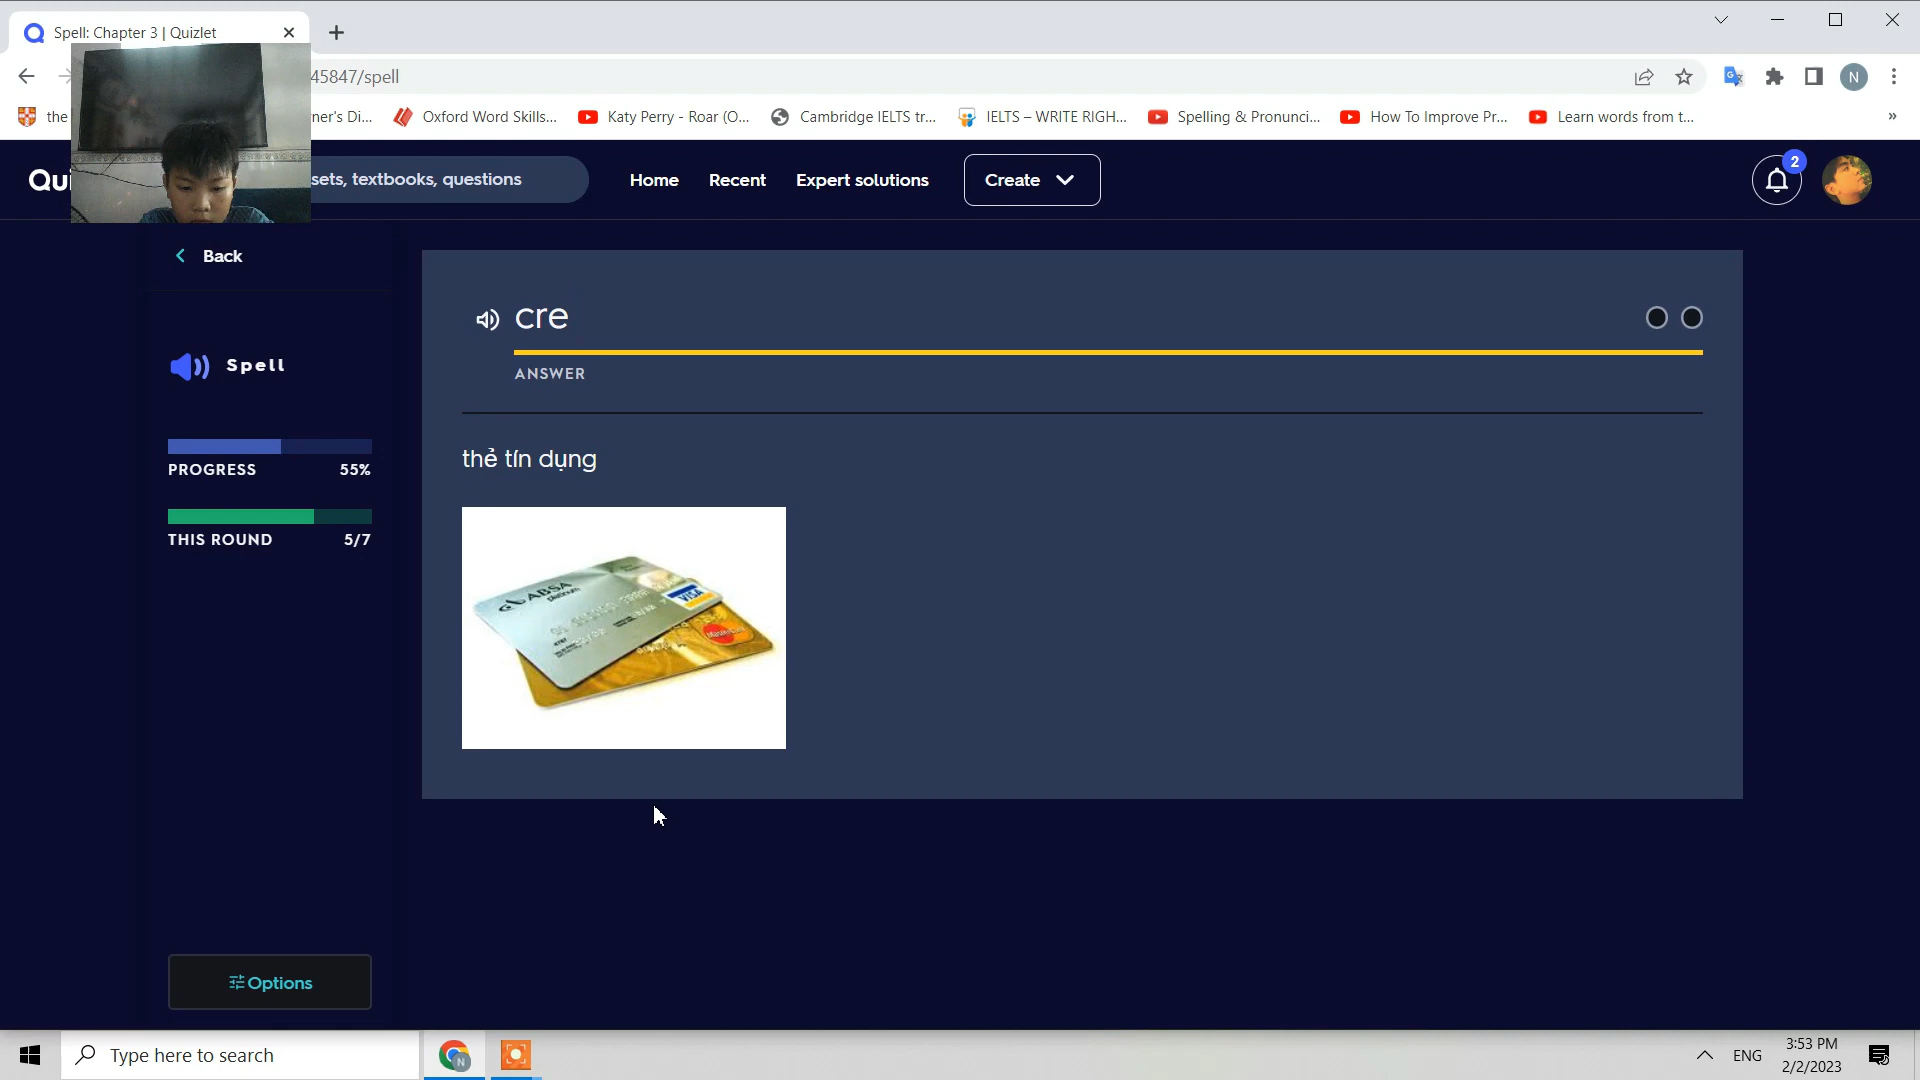 Spell: Chapter 3 | Quizlet
45847/spell
N
the
ner's Di...
Oxford Word Skills...
Katy Perry - Roar (O...
Cambridge IELTS tr...
IELTS – WRITE RIGH...
Spelling & Pronunci...
How To Improve Pr...
Learn words from t...
»
Qui
sets, textbooks, questions
Home
Recent
Expert solutions
Create
2
Back
cre
ANSWER
Spell
thẻ tín dụng
PROGRESS
55%
THIS ROUND
5/7
ABSA
platinum
VISA
MasterCard
Options
Type here to search
N
ENG
3:53 PM
2/2/2023